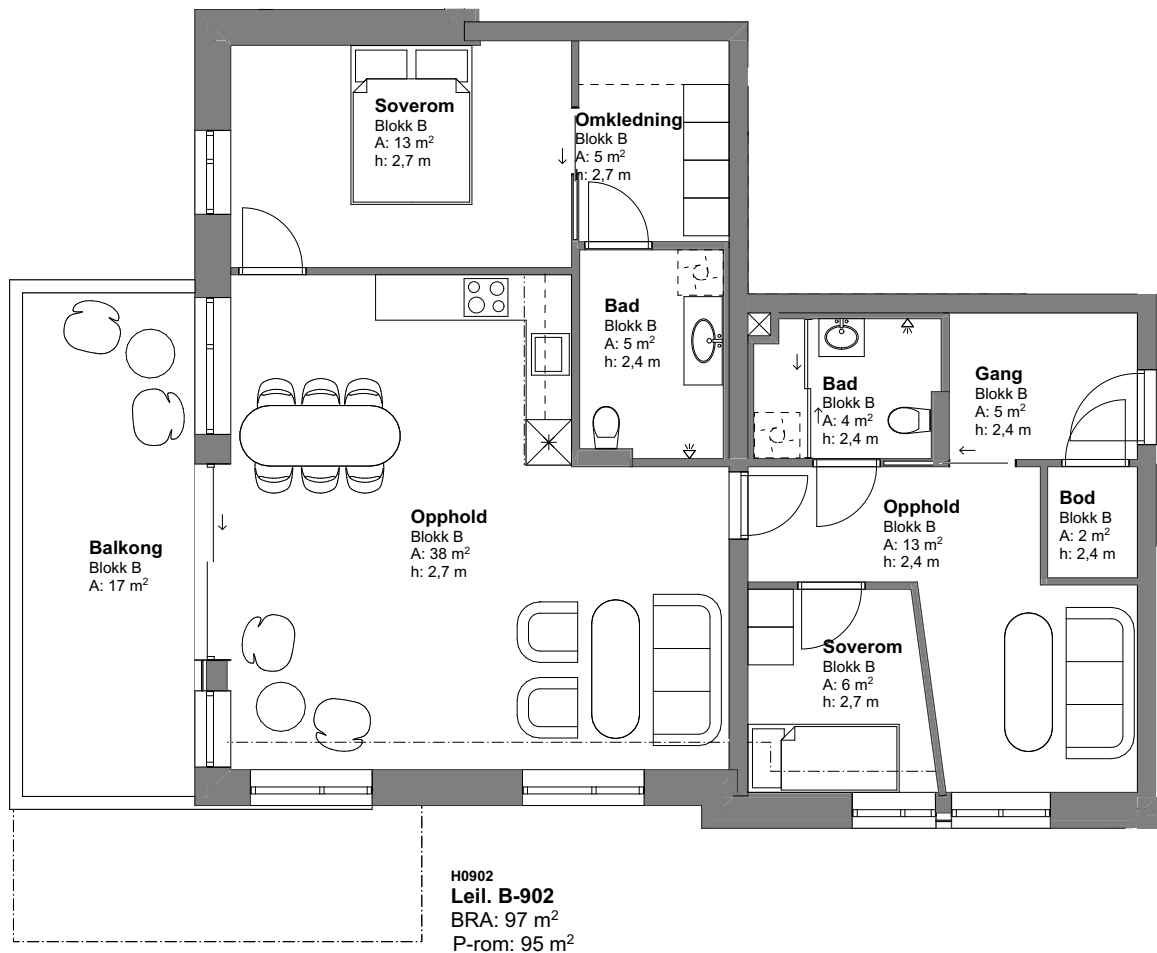 Soverom
Blokk B
A: 13 m²
h: 2,7 m
Omkledning
Blokk B
A: 5 m²
h: 2,7 m
Bad
Blokk B
A: 5 m²
h: 2,4 m
Bad
Blokk B
A: 4 m²
h: 2,4 m
Gang
Blokk B
A: 5 m²
h: 2,4 m
Balkong
Blokk B
A: 17 m²
Opphold
Blokk B
A: 38 m²
h: 2,7 m
Opphold
Blokk B
A: 13 m²
h: 2,4 m
Bod
Blokk B
A: 2 m²
h: 2,4 m
Soverom
Blokk B
A: 6 m²
h: 2,7 m
H0902
Leil. B-902
BRA: 97 m²
P-rom: 95 m²